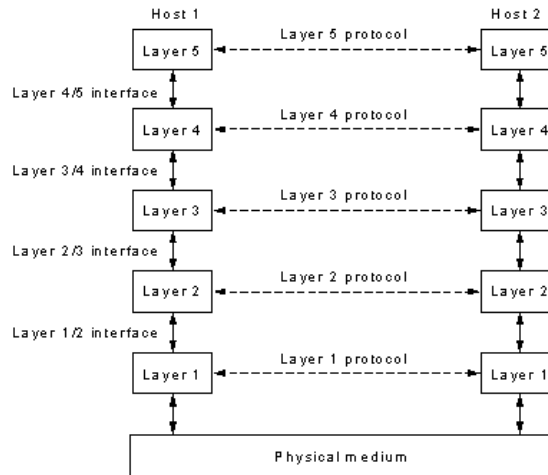 Host 1
Host 2
Layer 5
Layer 5 protocol
Layer 5
Layer 4/5 interface
Layer 4
Layer 4 protocol
Layer 4
Layer 3/4 interface
Layer 3
Layer 3 protocol
Layer 3
Layer 2/3 interface
Layer 2
Layer 2 protocol
Layer 2
Layer 1/2 interface
Layer 1
Layer 1 protocol
Layer 1
Physical medium